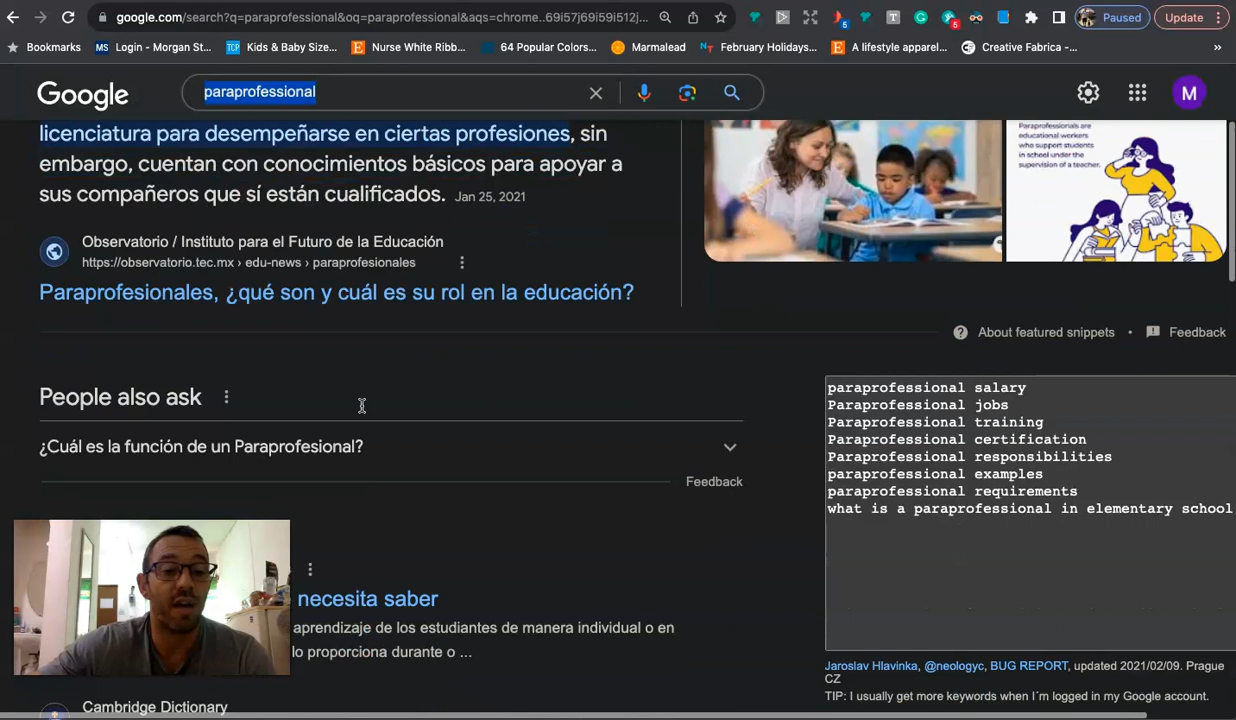 google.com/search?q=paraprofessional&oq=paraprofessional&aqs=chrome..69i57j69i59i512j...
5
5
Paused
Update
Bookmarks
MS Login - Morgan St...
TCP Kids & Baby Size...
E Nurse White Ribb...
64 Popular Colors...
Marmalead
February Holidays...
E A lifestyle apparel...
Creative Fabrica -...
»
Google
paraprofessional
M
licenciatura para desempeñarse en ciertas profesiones, sin
embargo, cuentan con conocimientos básicos para apoyar a
sus compañeros que sí están cualificados. Jan 25, 2021
Paraprofessionals are
educational workers
who support students
in school under the
supervision of a teacher.
Observatorio / Instituto para el Futuro de la Educación
https://observatorio.tec.mx › edu-news › paraprofesionales
Paraprofesionales, ¿qué son y cuál es su rol en la educación?
About featured snippets • Feedback
People also ask
¿Cuál es la función de un Paraprofesional?
Feedback
paraprofessional salary
Paraprofessional jobs
Paraprofessional training
Paraprofessional certification
Paraprofessional responsibilities
paraprofessional examples
paraprofessional requirements
what is a paraprofessional in elementary school
necesita saber
aprendizaje de los estudiantes de manera individual o en
lo proporciona durante o ...
Jaroslav Hlavinka, @neologyc, BUG REPORT, updated 2021/02/09. Prague
CZ
TIP: I usually get more keywords when I´m logged in my Google account.
Cambridge Dictionary